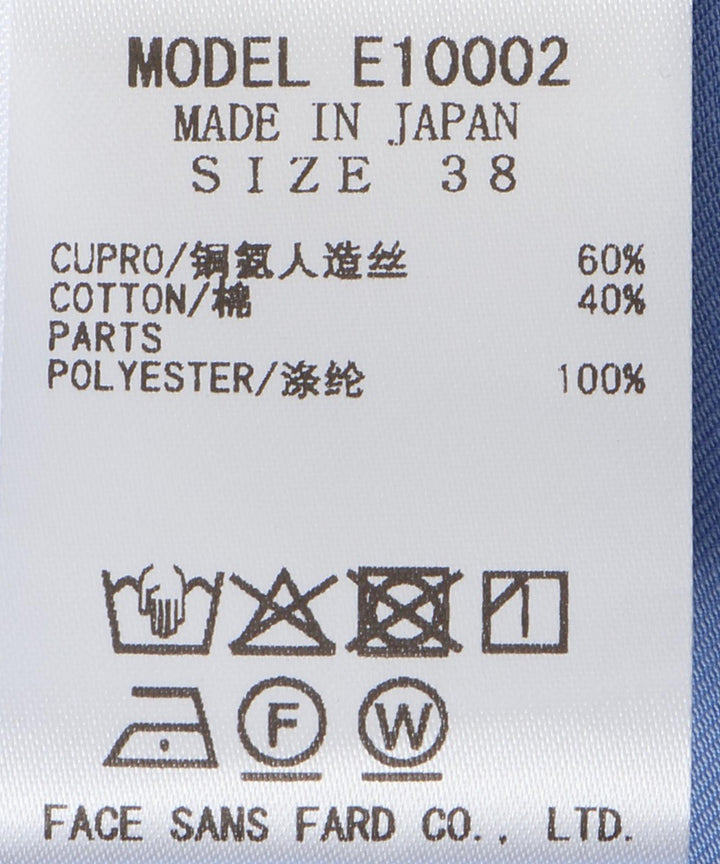 MODEL E10002
MADE IN JAPAN
SIZE 38
CUPRO/铜氨人造丝 60%
COTTON/棉 40%
PARTS
POLYESTER/涤纶 100%
F W
FACE SANS FARD CO., LTD.